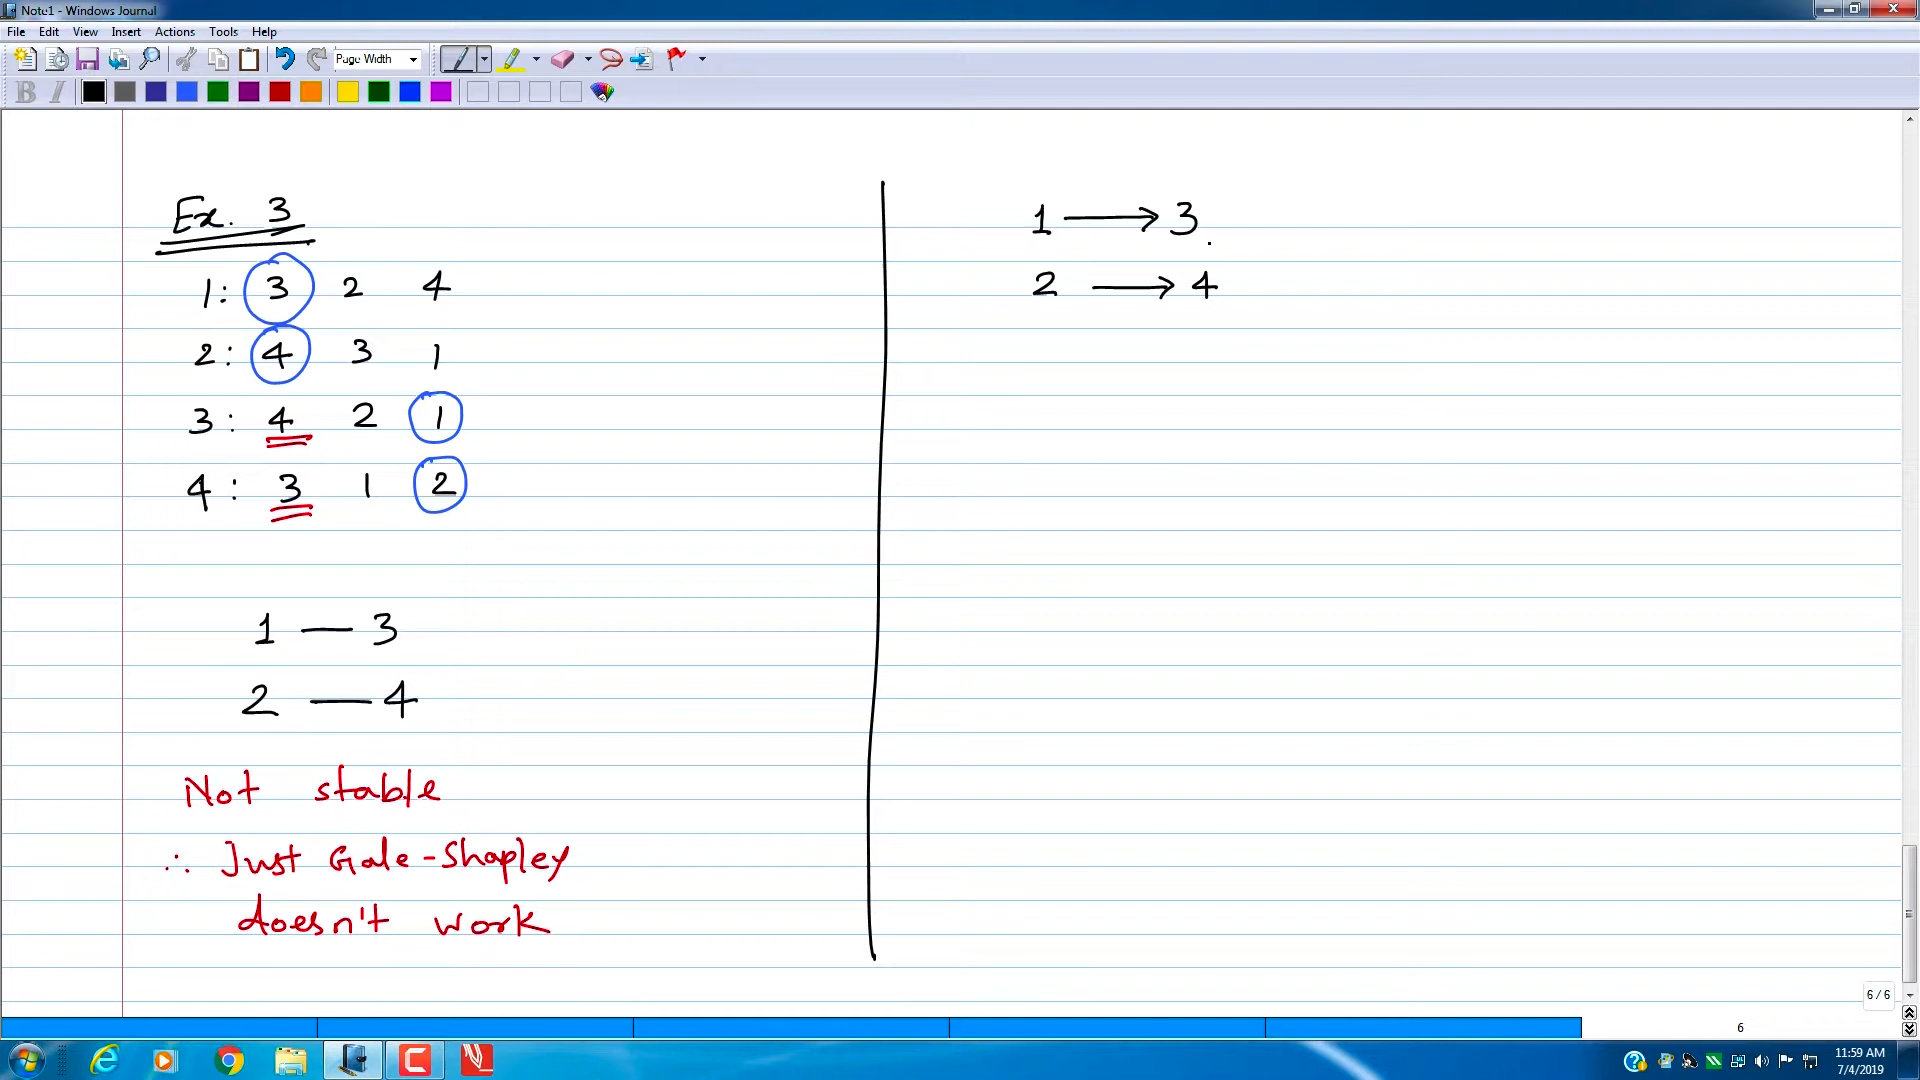 Note1 - Windows Journal
File Edit View Insert Actions Tools Help
Page Width
B I
Ex. 3
1: 3 2 4
2: 4 3 1
3: 4 2 1
4: 3 1 2
1 — 3
2 — 4
Not stable
∴ Just Gale-Shapley
doesn't work
1 → 3
2 → 4
6 / 6
6
11:59 AM
7/4/2019